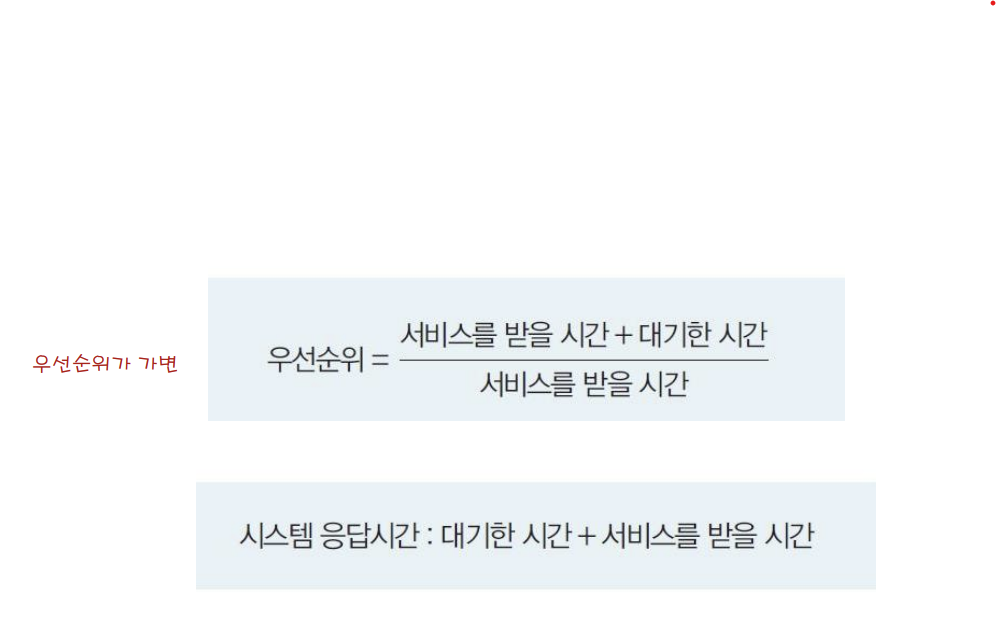 서비스를 받을 시간 + 대기한 시간
우선순위가 가변 우선순위 =
서비스를 받을 시간
시스템 응답시간 : 대기한 시간 + 서비스를 받을 시간